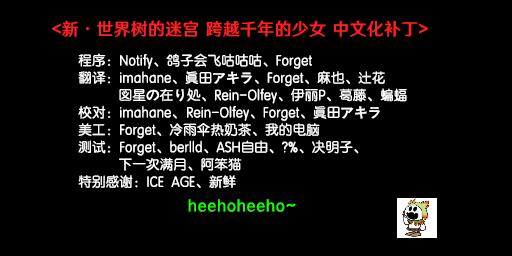 <新·世界树的迷宫 跨越千年的少女 中文化补丁>
程序：Notify、鸽子会飞咕咕咕、Forget
翻译：imahane、眞田アキラ、Forget、麻也、辻花
図星の在り処、Rein-Olfey、伊丽P、葛藤、蝙蝠
校对：imahane、Rein-Olfey、Forget、眞田アキラ
美工：Forget、冷雨伞热奶茶、我的电脑
测试：Forget、berlld、ASH自由、?%、决明子、
下一次满月、阿笨猫
特别感谢：ICE AGE、新鲜
heehoheeho~